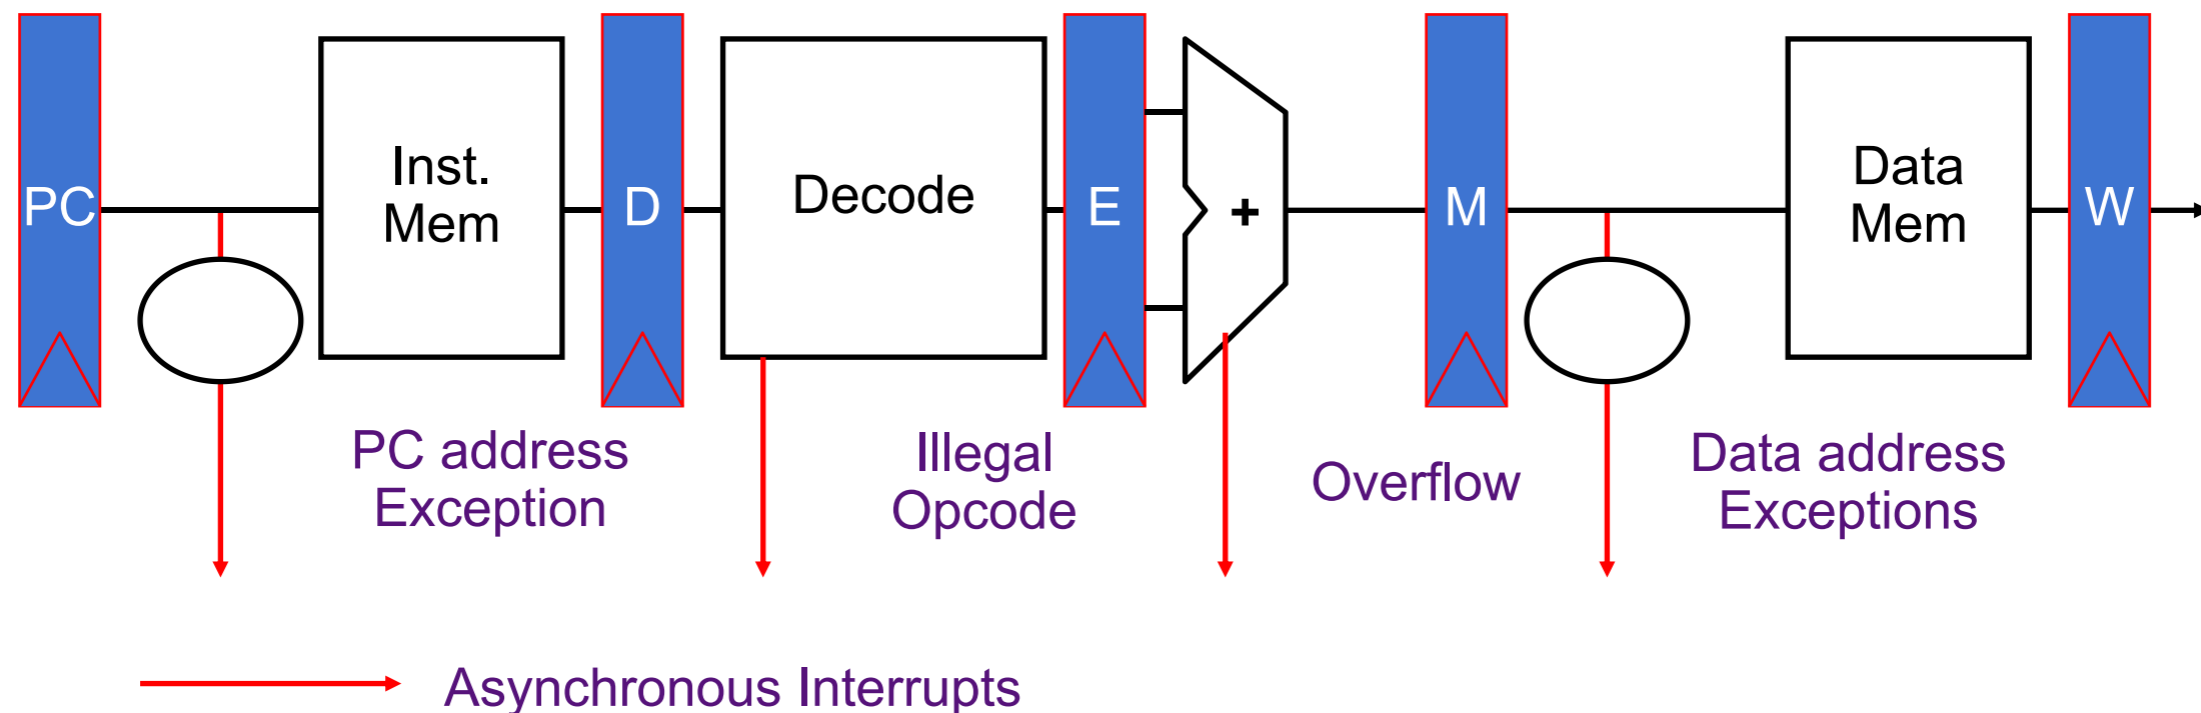 PC
Inst.
Mem
D
Decode
E
+
M
Data
Mem
W
PC address
Exception
Illegal
Opcode
Overflow
Data address
Exceptions
Asynchronous Interrupts